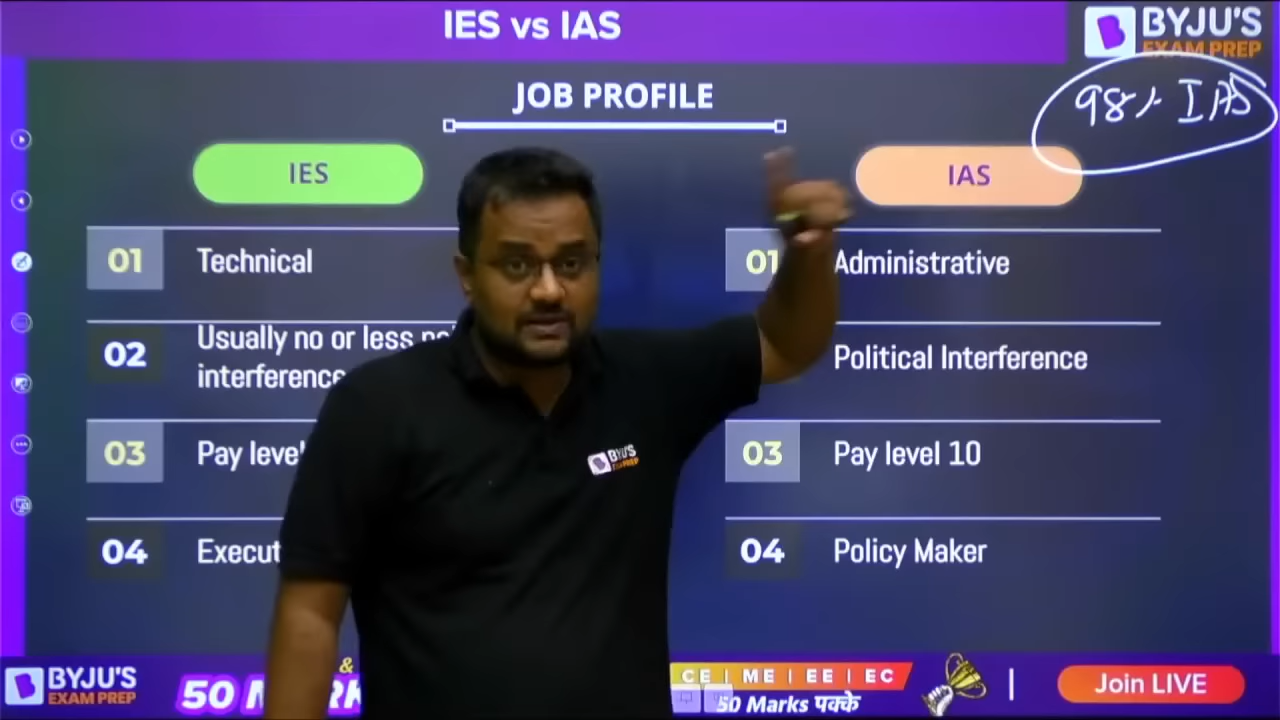 IES vs IAS
BYJU'S
EXAM PREP
JOB PROFILE
98% IAS
IES
IAS
01 Technical
01 Administrative
02 Usually no or less
interference
Political Interference
03 Pay level
03 Pay level 10
04
04 Policy Maker
BYJU'S
EXAM PREP
BYJU'S
EXAM PREP
50
&
CE | ME | EE | EC
50 Marks पक्के
Join LIVE